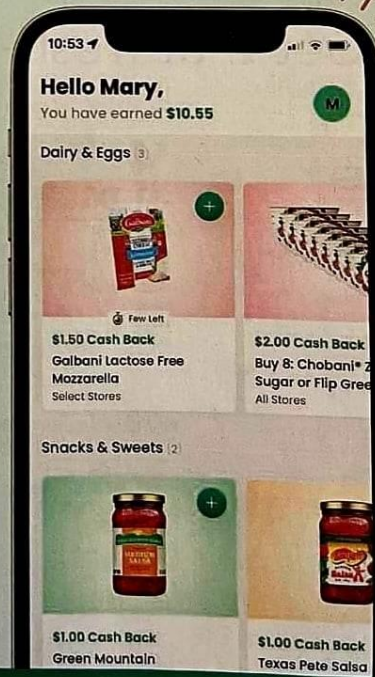 10:53
Hello Mary,
You have earned $10.55
M
Dairy & Eggs (3)
Galbani
Few Left
$1.50 Cash Back
Galbani Lactose Free
Mozzarella
Select Stores
$2.00 Cash Back
Buy 8: Chobani® Z
Sugar or Flip Gree
All Stores
Snacks & Sweets (2)
SALSA
$1.00 Cash Back
Green Mountain
$1.00 Cash Back
Texas Pete Salsa